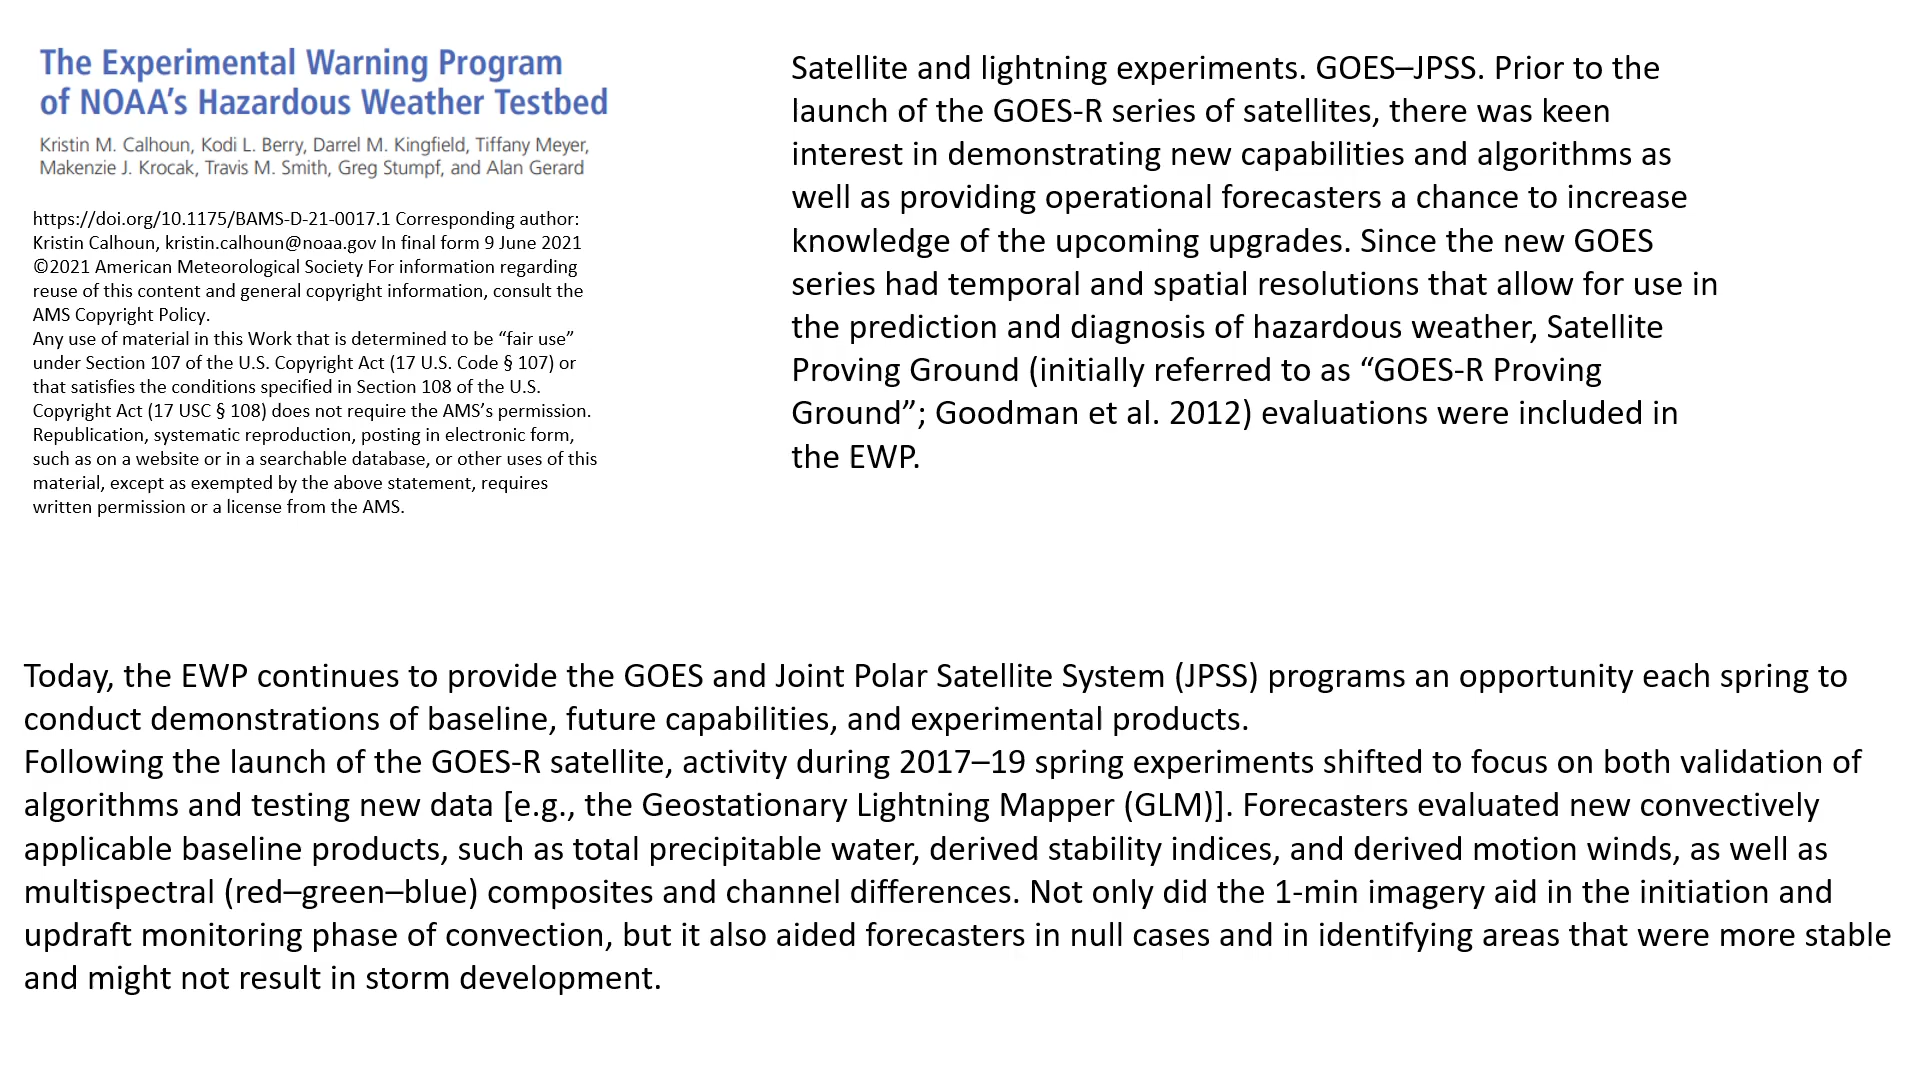 The Experimental Warning Program
of NOAA's Hazardous Weather Testbed
Kristin M. Calhoun, Kodi L. Berry, Darrel M. Kingfield, Tiffany Meyer,
Makenzie J. Krocak, Travis M. Smith, Greg Stumpf, and Alan Gerard
https://doi.org/10.1175/BAMS-D-21-0017.1 Corresponding author:
Kristin Calhoun, kristin.calhoun@noaa.gov In final form 9 June 2021
©2021 American Meteorological Society For information regarding
reuse of this content and general copyright information, consult the
AMS Copyright Policy.
Any use of material in this Work that is determined to be “fair use”
under Section 107 of the U.S. Copyright Act (17 U.S. Code § 107) or
that satisfies the conditions specified in Section 108 of the U.S.
Copyright Act (17 USC § 108) does not require the AMS’s permission.
Republication, systematic reproduction, posting in electronic form,
such as on a website or in a searchable database, or other uses of this
material, except as exempted by the above statement, requires
written permission or a license from the AMS.
Satellite and lightning experiments. GOES–JPSS. Prior to the
launch of the GOES-R series of satellites, there was keen
interest in demonstrating new capabilities and algorithms as
well as providing operational forecasters a chance to increase
knowledge of the upcoming upgrades. Since the new GOES
series had temporal and spatial resolutions that allow for use in
the prediction and diagnosis of hazardous weather, Satellite
Proving Ground (initially referred to as “GOES-R Proving
Ground”; Goodman et al. 2012) evaluations were included in
the EWP.
Today, the EWP continues to provide the GOES and Joint Polar Satellite System (JPSS) programs an opportunity each spring to
conduct demonstrations of baseline, future capabilities, and experimental products.
Following the launch of the GOES-R satellite, activity during 2017–19 spring experiments shifted to focus on both validation of
algorithms and testing new data [e.g., the Geostationary Lightning Mapper (GLM)]. Forecasters evaluated new convectively
applicable baseline products, such as total precipitable water, derived stability indices, and derived motion winds, as well as
multispectral (red–green–blue) composites and channel differences. Not only did the 1-min imagery aid in the initiation and
updraft monitoring phase of convection, but it also aided forecasters in null cases and in identifying areas that were more stable
and might not result in storm development.